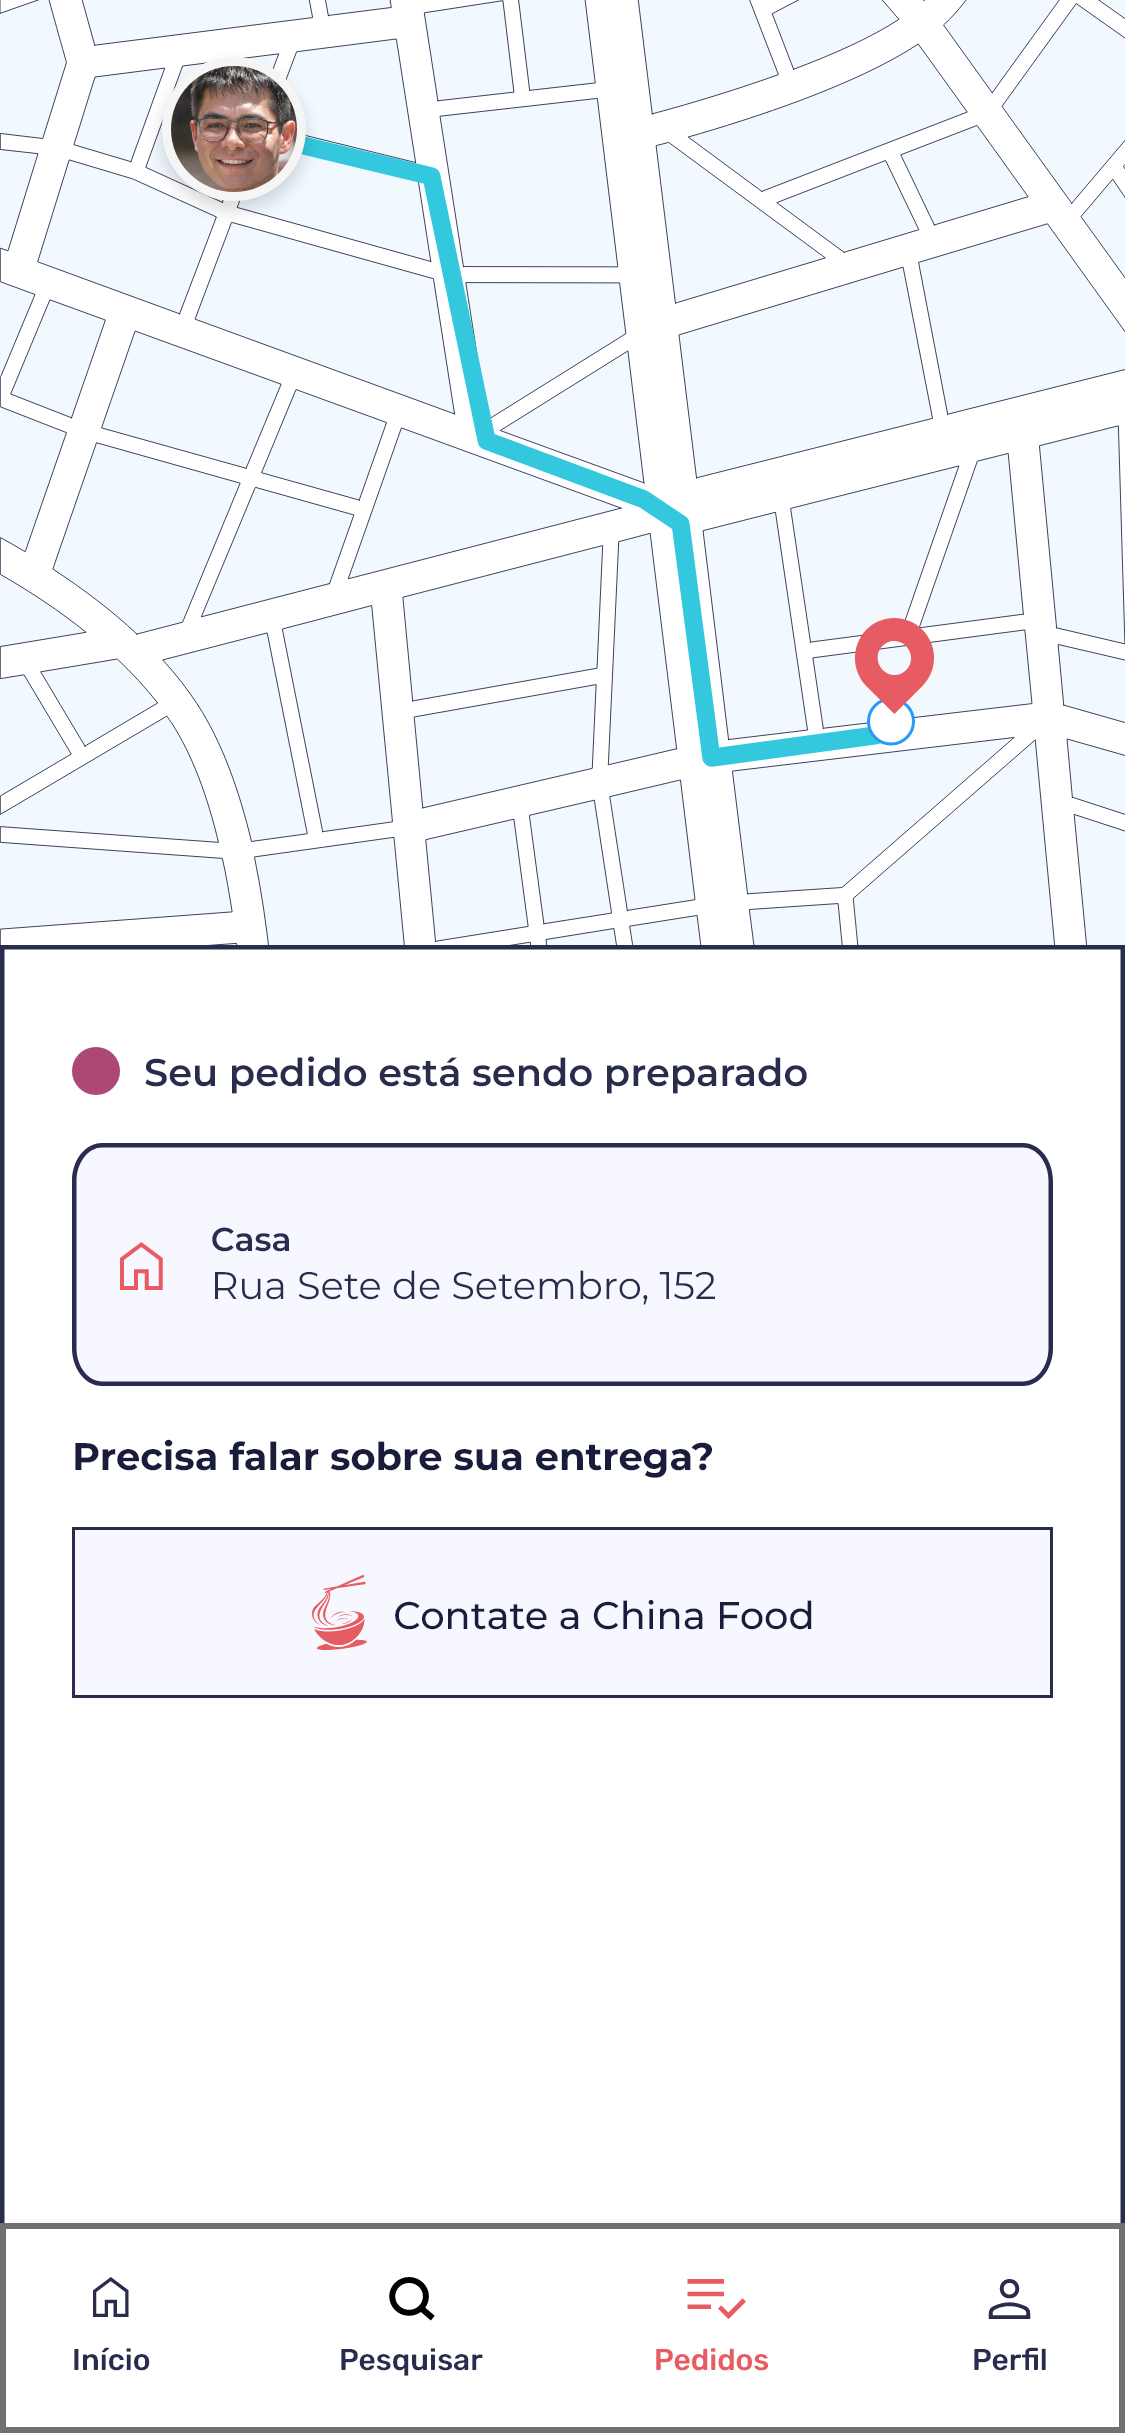 Seu pedido está sendo preparado
Casa
Rua Sete de Setembro, 152
Precisa falar sobre sua entrega?
Contate a China Food
Início
Pesquisar
Pedidos
Perfil